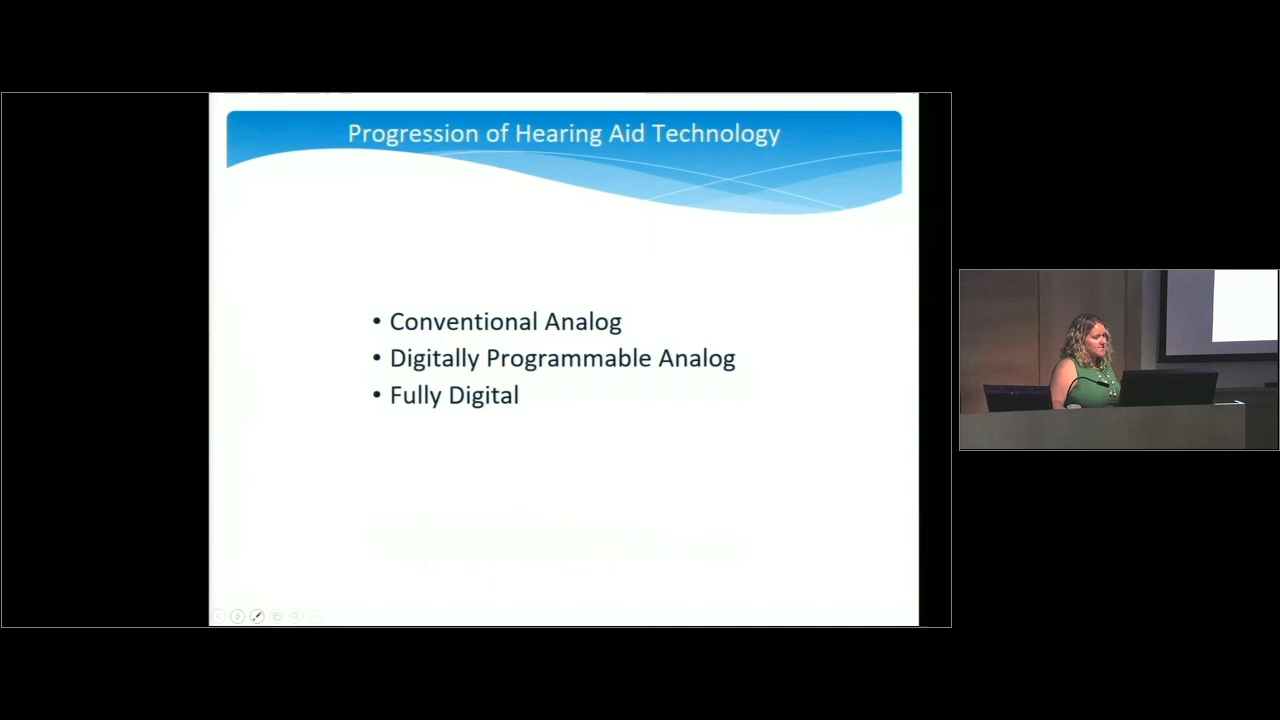 Progression of Hearing Aid Technology
• Conventional Analog
• Digitally Programmable Analog
• Fully Digital